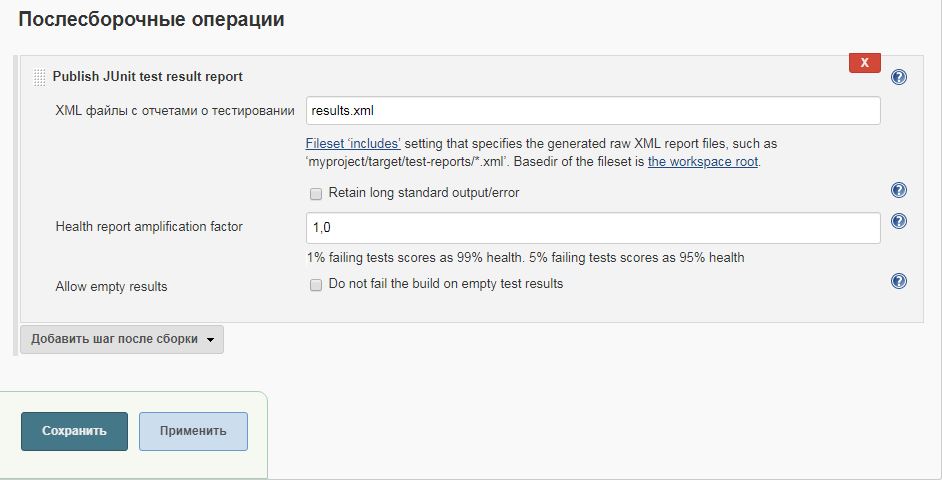 Послесборочные операции
X
Publish JUnit test result report
XML файлы с отчетами о тестировании
results.xml
Fileset ‘includes’ setting that specifies the generated raw XML report files, such as
‘myproject/target/test-reports/*.xml’. Basedir of the fileset is the workspace root.
Retain long standard output/error
Health report amplification factor
1,0
1% failing tests scores as 99% health. 5% failing tests scores as 95% health
Allow empty results
Do not fail the build on empty test results
Добавить шаг после сборки
Сохранить
Применить